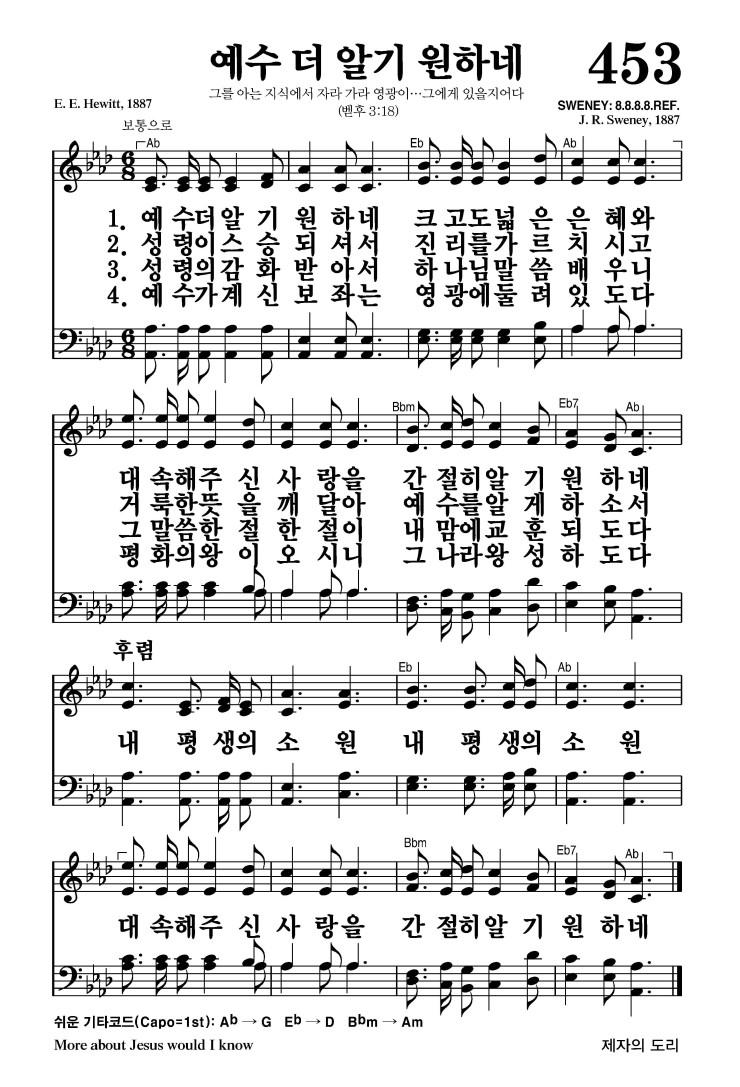 예수 더 알기 원하네
453
그를 아는 지식에서 자라 가라 영광이…그에게 있을지어다
(벧후 3:18)
E. E. Hewitt, 1887
SWENEY: 8.8.8.8.REF.
J. R. Sweney, 1887
보통으로
Ab Eb Ab
1. 예 수더알 기 원 하네 크고도넓 은 은 혜와
2. 성 령이스 승 되 셔서 진리를가 르 치 시고
3. 성 령의감 화 받 아서 하나님말 씀 배 우니
4. 예 수가계 신 보 좌는 영광에둘 려 있 도다
Bbm Eb7 Ab
대 속해주 신 사 랑을 간 절히알 기 원 하네
거 룩한뜻 을 깨 달아 예 수를알 게 하 소서
그 말씀한 절 한 절이 내 맘에교 훈 되 도다
평 화의왕 이 오 시니 그 나라왕 성 하 도다
후렴
Eb Ab
내 평 생의 소 원 내 평 생의 소 원
Bbm Eb7 Ab
대 속해주 신 사 랑을 간 절히알 기 원 하네
쉬운 기타코드(Capo=1st): Ab → G Eb → D Bbm → Am
More about Jesus would I know
제자의 도리